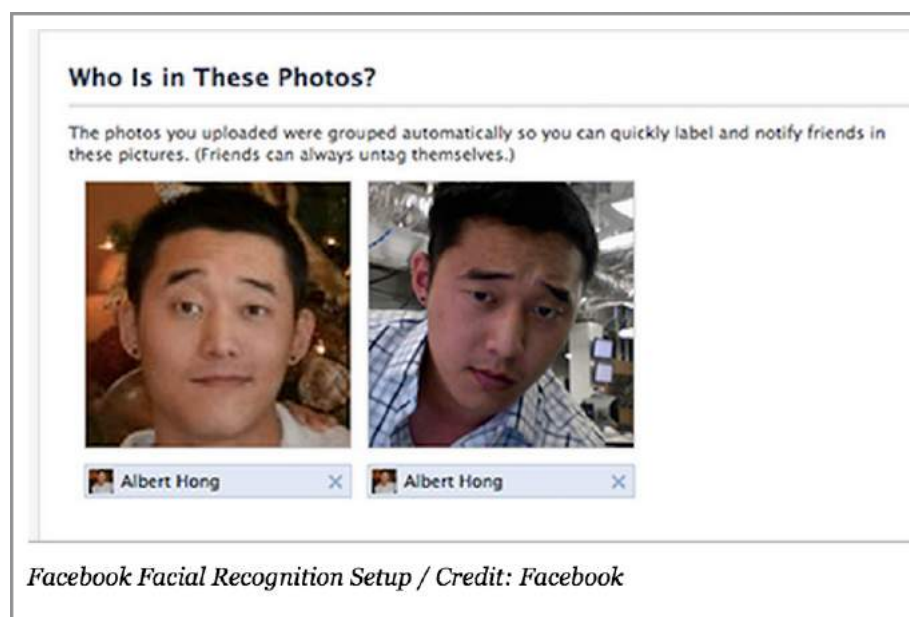 Who Is in These Photos?
The photos you uploaded were grouped automatically so you can quickly label and notify friends in
these pictures. (Friends can always untag themselves.)
Albert Hong
Albert Hong
Facebook Facial Recognition Setup / Credit: Facebook